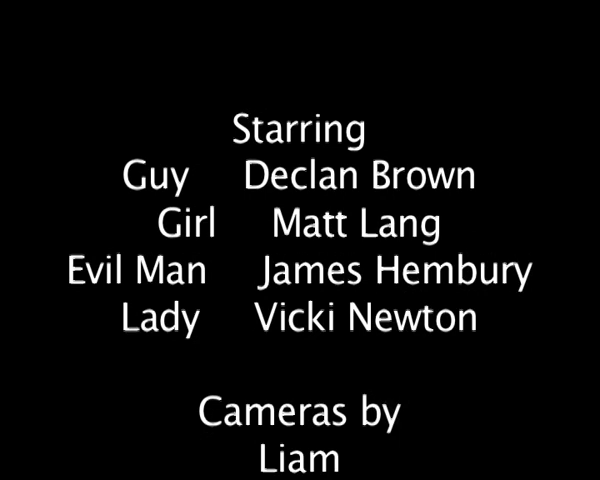 Starring
Guy Declan Brown
Girl Matt Lang
Evil Man James Hembury
Lady Vicki Newton
Cameras by
Liam